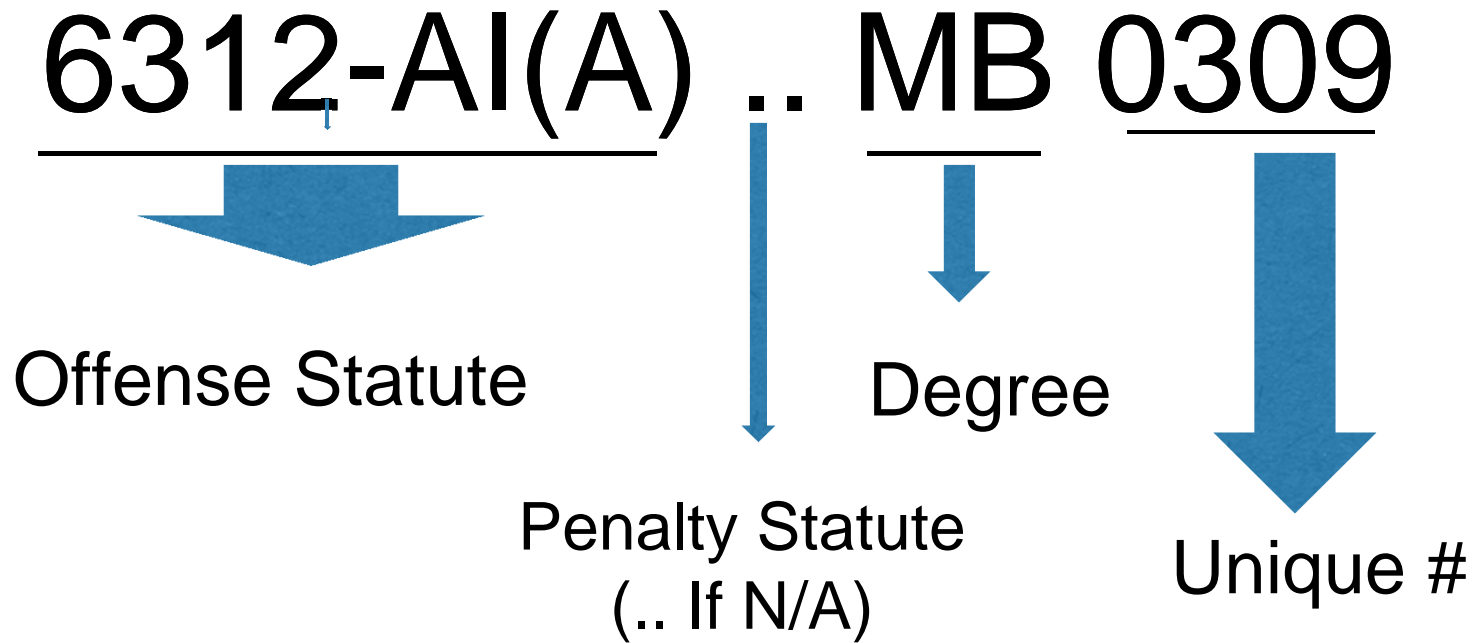 6312-AI(A) .. MB 0309
Offense Statute
Degree
Penalty Statute
(.. If N/A)
Unique #